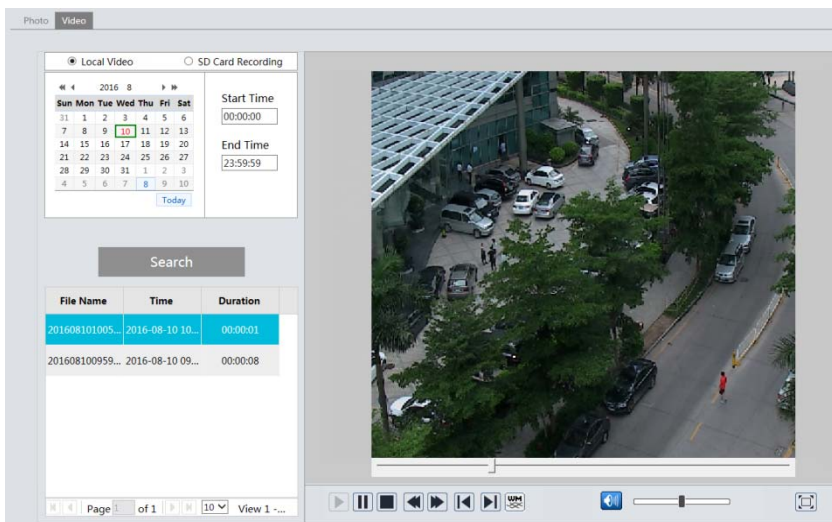 Photo Video
Local Video SD Card Recording
2016 8
Sun Mon Tue Wed Thu Fri Sat
31 1 2 3 4 5 6
7 8 9 10 11 12 13
14 15 16 17 18 19 20
21 22 23 24 25 26 27
28 29 30 31 1 2 3
4 5 6 7 8 9 10
Today
Start Time
00:00:00
End Time
23:59:59
Search
File Name Time Duration
201608101005... 2016-08-10 10... 00:00:01
201608100959... 2016-08-10 09... 00:00:08
Page 1 of 1 10 View 1 -...
WM